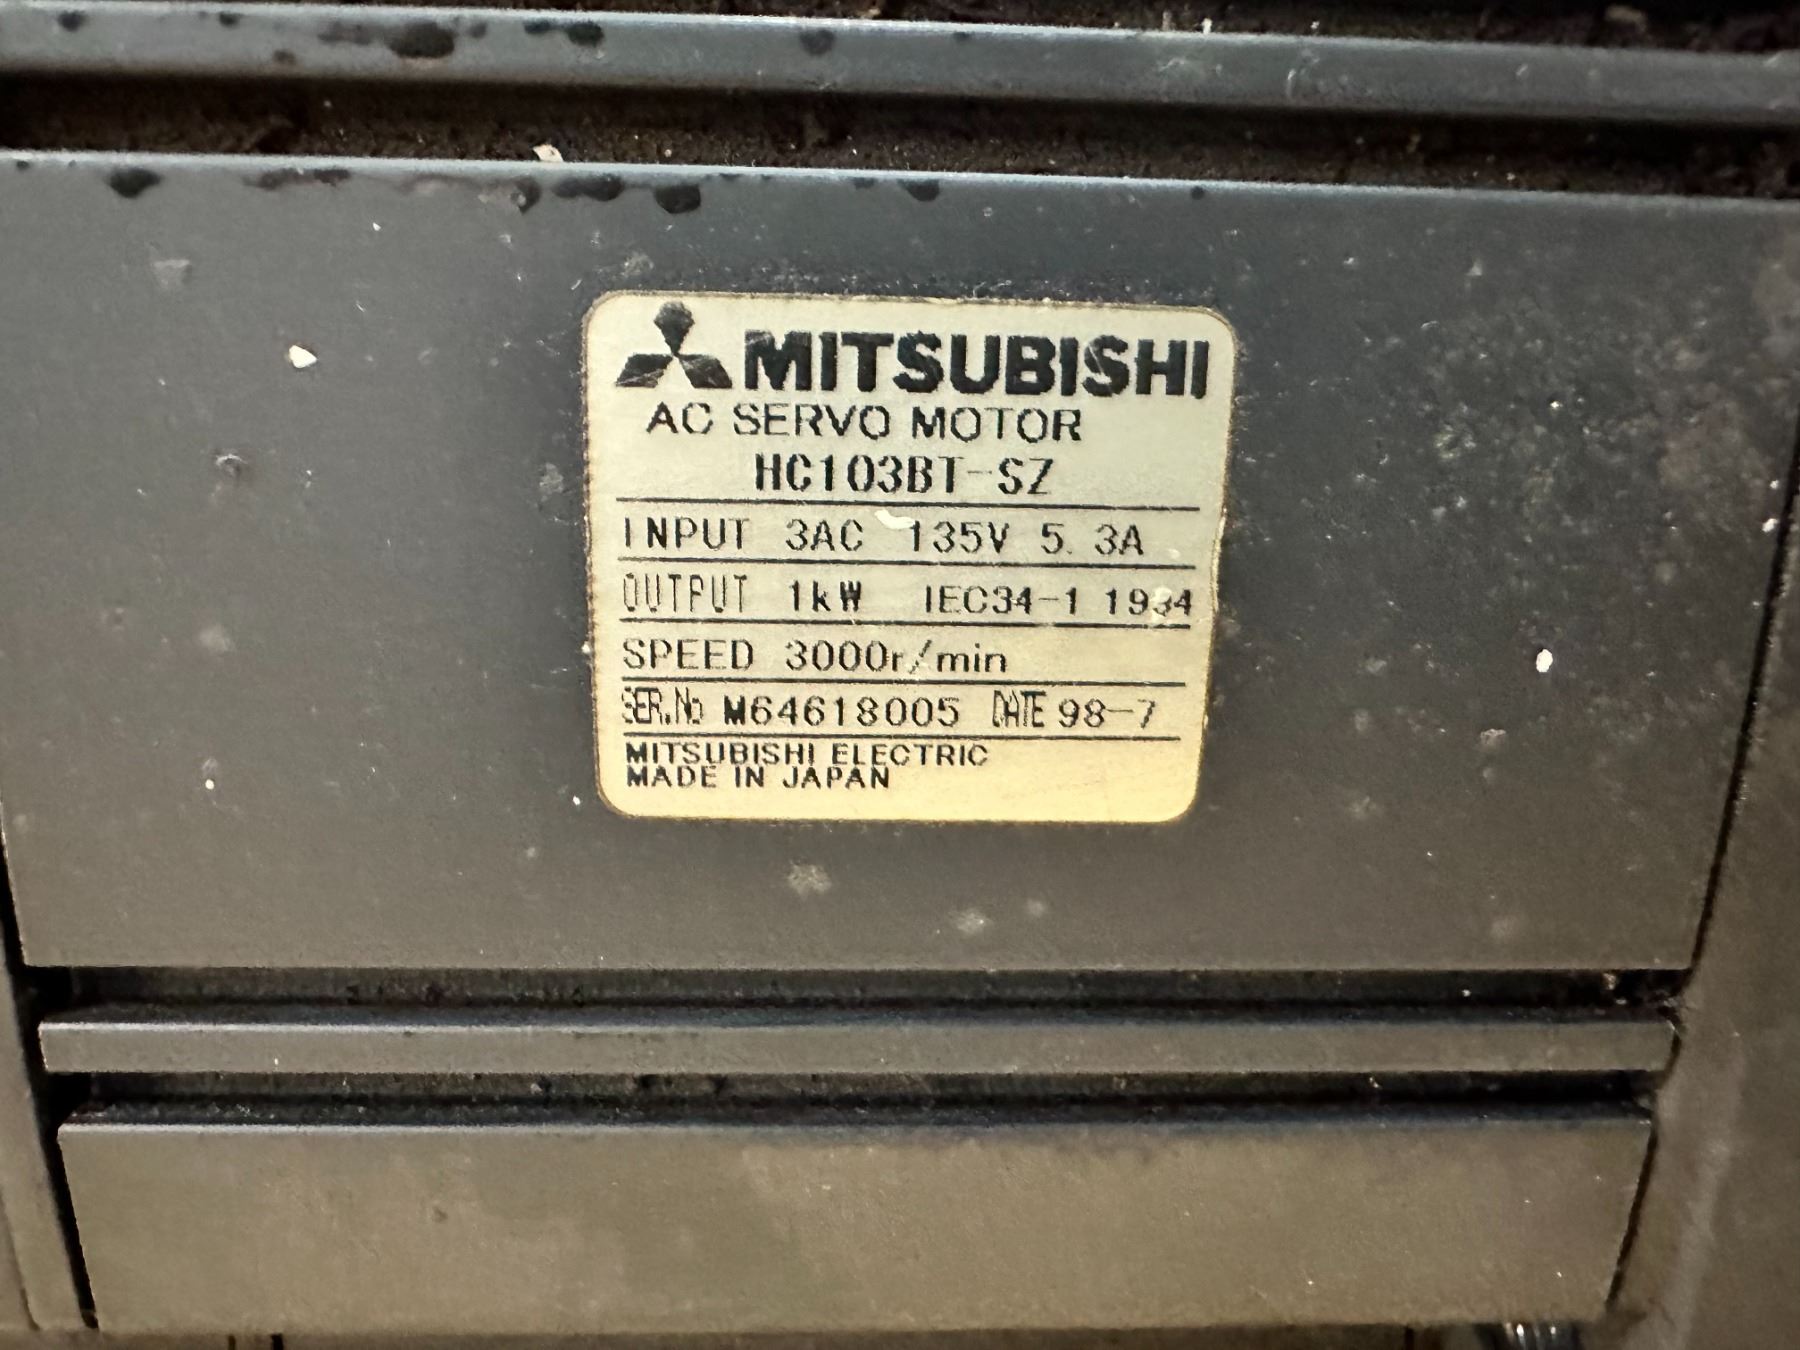 MITSUBISHI
AC SERVO MOTOR
HC103BT-SZ
INPUT 3AC 135V 5.3A
OUTPUT 1kW IEC34-1 1994
SPEED 3000r/min
SER.No M64618005 DATE 98-7
MITSUBISHI ELECTRIC
MADE IN JAPAN